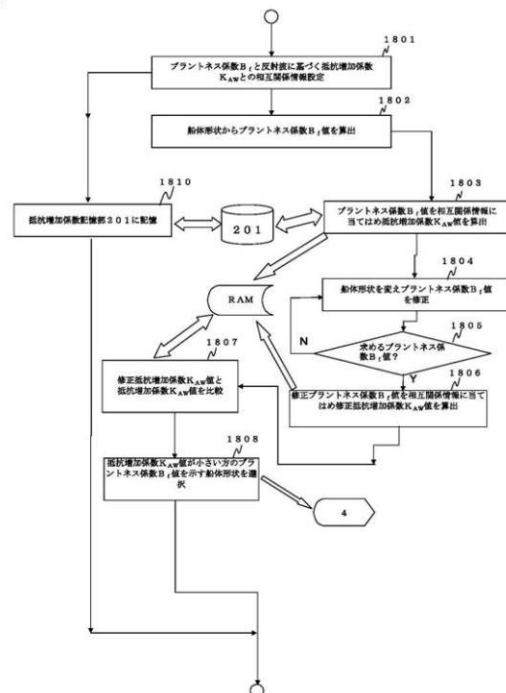 1801
ブラントネス係数Bfと反射波に基づく抵抗増加係数
KAWとの相互関係情報設定
1802
船体形状からブラントネス係数Bf値を算出
1810
抵抗増加係数記憶部201に記憶
201
1803
ブラントネス係数Bf値を相互関係情報に
当てはめ抵抗増加係数KAW値を算出
1804
船体形状を変えブラントネス係数Bf値
を修正
RAM
1805
求めるブラントネス係
数Bf値?
N
Y
1806
修正ブラントネス係数Bf値を相互関係情報に当て
はめ修正抵抗増加係数KAW値を算出
1807
修正抵抗増加係数KAW値と
抵抗増加係数KAW値を比較
1808
抵抗増加係数KAW値が小さい方のブラ
ントネス係数Bf値を示す船体形状を選
択
4